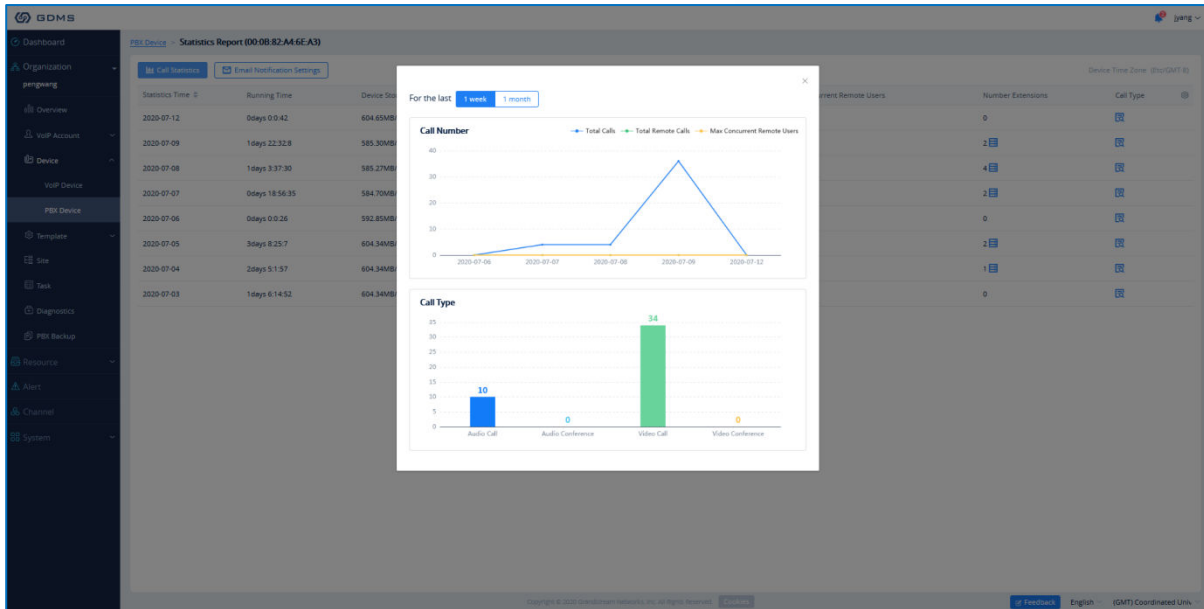 GDMS
jyang
Dashboard
PBX Device > Statistics Report (00:0B:82:A4:6E:A3)
Organization
pengwang
Call Statistics
Email Notification Settings
Device Time Zone
Statistics Time
Running Time
Number Extensions
Call Type
Overview
VoIP Account
Device
VoIP Device
PBX Device
Template
Site
Task
Diagnostics
PBX Backup
Resource
Alert
Channel
System
2020-07-12 0days 0:0:42 604.65MB/ 0
2020-07-09 1days 22:32:8 585.30MB/ 2
2020-07-08 1days 3:37:30 585.27MB/ 4
2020-07-07 0days 18:56:35 584.70MB/ 2
2020-07-06 0days 0:0:26 592.85MB/ 0
2020-07-05 3days 8:25:7 604.34MB/ 2
2020-07-04 2days 5:1:57 604.34MB/ 1
2020-07-03 1days 6:14:52 604.34MB/ 0
For the last 1 week 1 month
Call Number
Total Calls Total Remote Calls Max Concurrent Remote Users
40
30
20
10
0
2020-07-06 2020-07-07 2020-07-08 2020-07-09 2020-07-12
Call Type
35
30
25
20
15
10
5
0
10 0 34 0
Audio Call Audio Conference Video Call Video Conference
Copyright © 2020 Grandstream Networks, Inc. All Rights Reserved. Cookies
Feedback English (GMT) Coordinated Univ